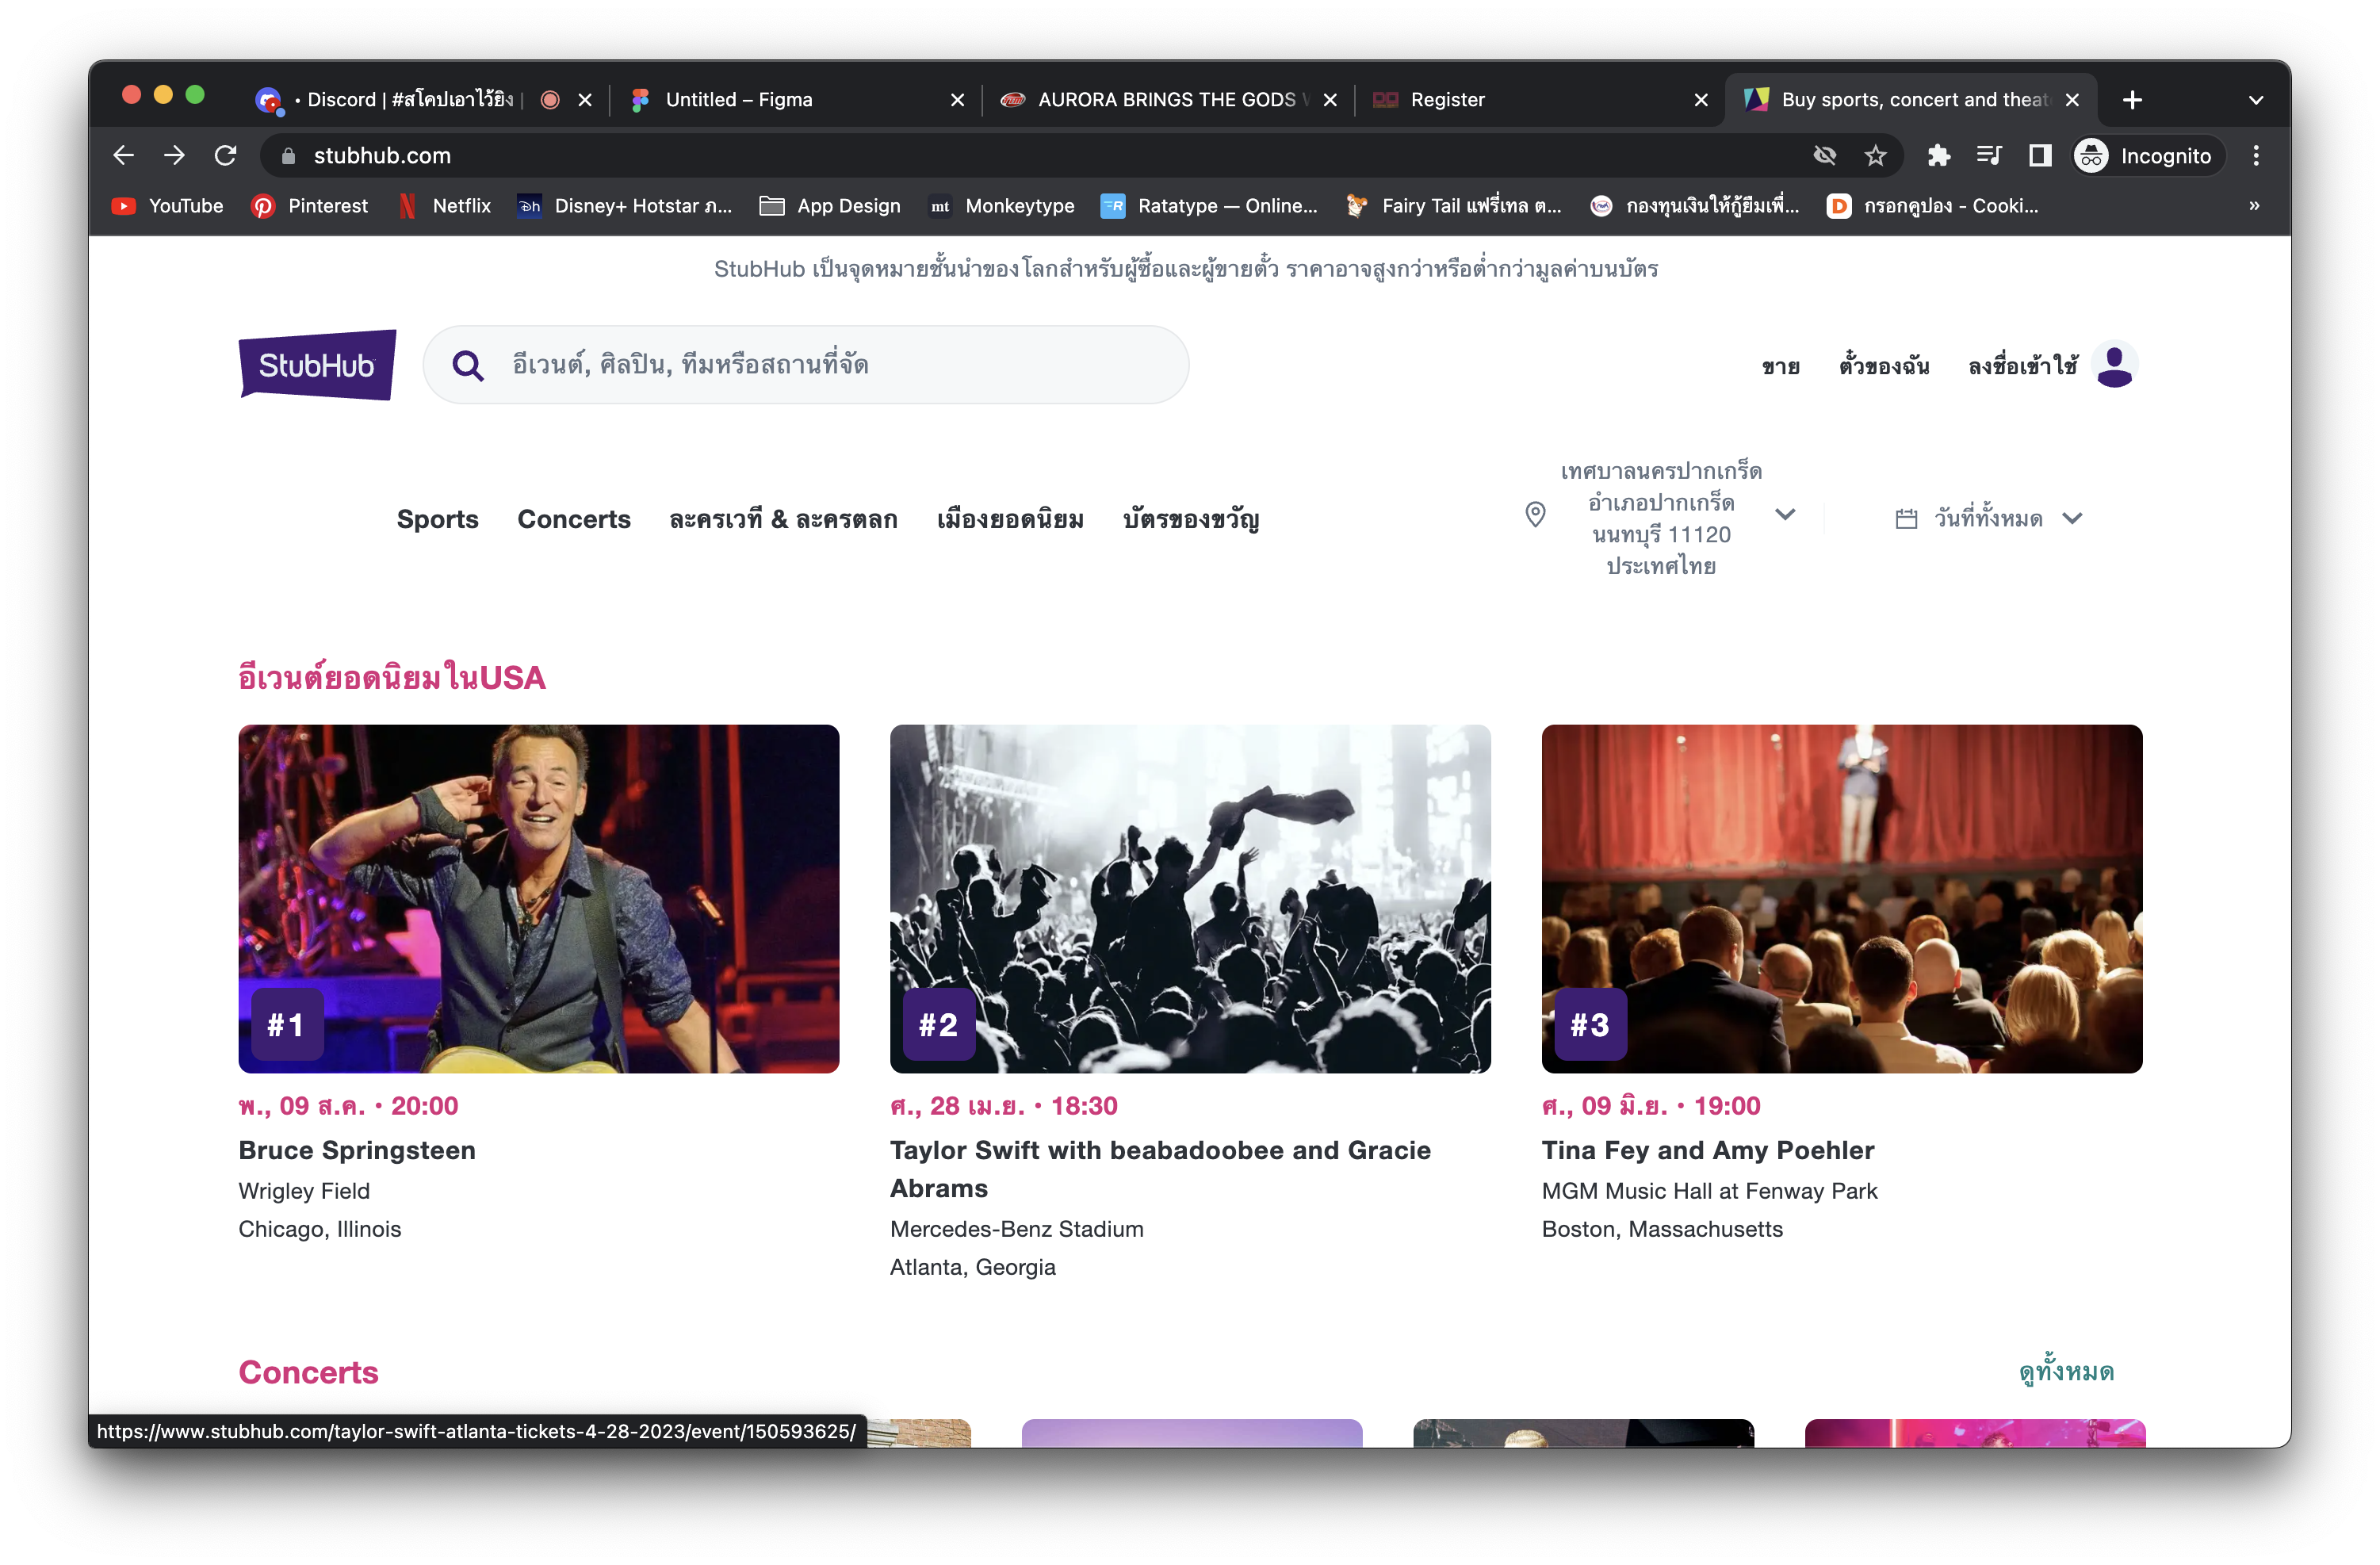 • Discord | #สโคปเอาไว้ยิง |
Untitled – Figma
AURORA BRINGS THE GODS
Register
Buy sports, concert and theat
stubhub.com
Incognito
YouTube
Pinterest
Netflix
Disney+ Hotstar ภ...
App Design
mt Monkeytype
Ratatype — Online...
Fairy Tail แฟรี่เทล ต...
กองทุนเงินให้กู้ยืมเพื่...
กรอกคูปอง - Cooki...
»
StubHub เป็นจุดหมายชั้นนำของโลกสำหรับผู้ซื้อและผู้ขายตั๋ว ราคาอาจสูงกว่าหรือต่ำกว่ามูลค่าบนบัตร
StubHub
อีเวนต์, ศิลปิน, ทีมหรือสถานที่จัด
ขาย
ตั๋วของฉัน
ลงชื่อเข้าใช้
Sports
Concerts
ละครเวที & ละครตลก
เมืองยอดนิยม
บัตรของขวัญ
เทศบาลนครปากเกร็ด
อำเภอปากเกร็ด
นนทบุรี 11120
ประเทศไทย
วันที่ทั้งหมด
อีเวนต์ยอดนิยมในUSA
#1
#2
#3
พ., 09 ส.ค. • 20:00
Bruce Springsteen
Wrigley Field
Chicago, Illinois
ศ., 28 เม.ย. • 18:30
Taylor Swift with beabadoobee and Gracie
Abrams
Mercedes-Benz Stadium
Atlanta, Georgia
ศ., 09 มิ.ย. • 19:00
Tina Fey and Amy Poehler
MGM Music Hall at Fenway Park
Boston, Massachusetts
Concerts
ดูทั้งหมด
https://www.stubhub.com/taylor-swift-atlanta-tickets-4-28-2023/event/150593625/